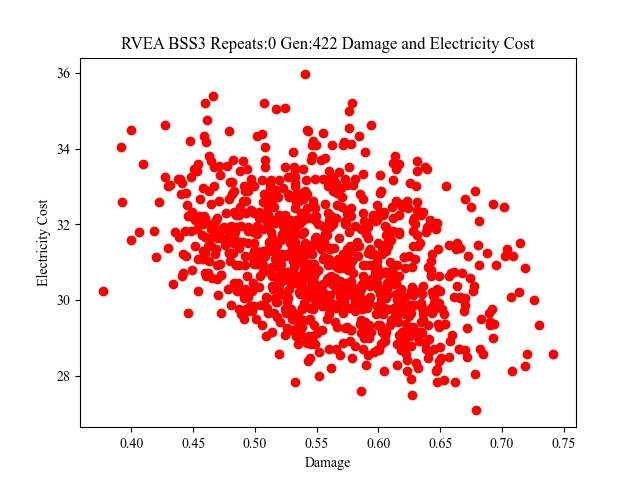 RVEA BSS3 Repeats:0 Gen:422 Damage and Electricity Cost
36
34
32
30
28
Electricity Cost
0.40 0.45 0.50 0.55 0.60 0.65 0.70 0.75
Damage